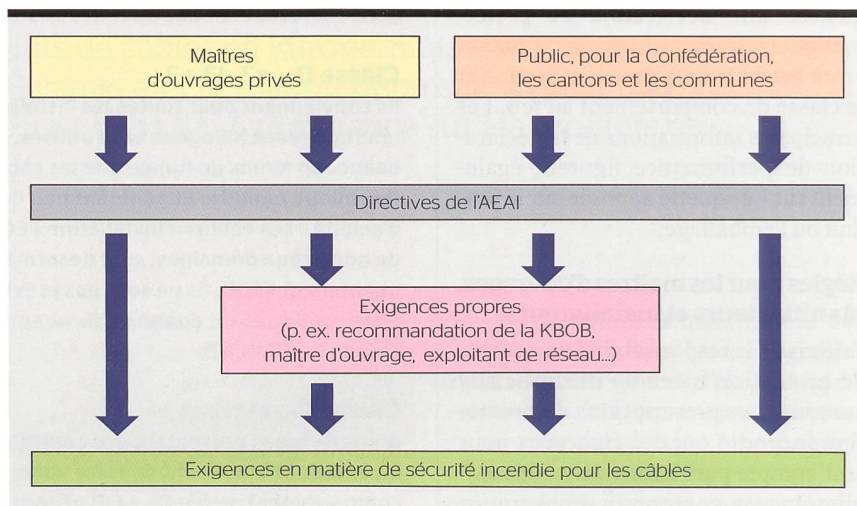 Maîtres
d'ouvrages privés
Public, pour la Confédération,
les cantons et les communes
Directives de l'AEAI
Exigences propres
(p. ex. recommandation de la KBOB,
maître d'ouvrage, exploitant de réseau...)
Exigences en matière de sécurité incendie pour les câbles